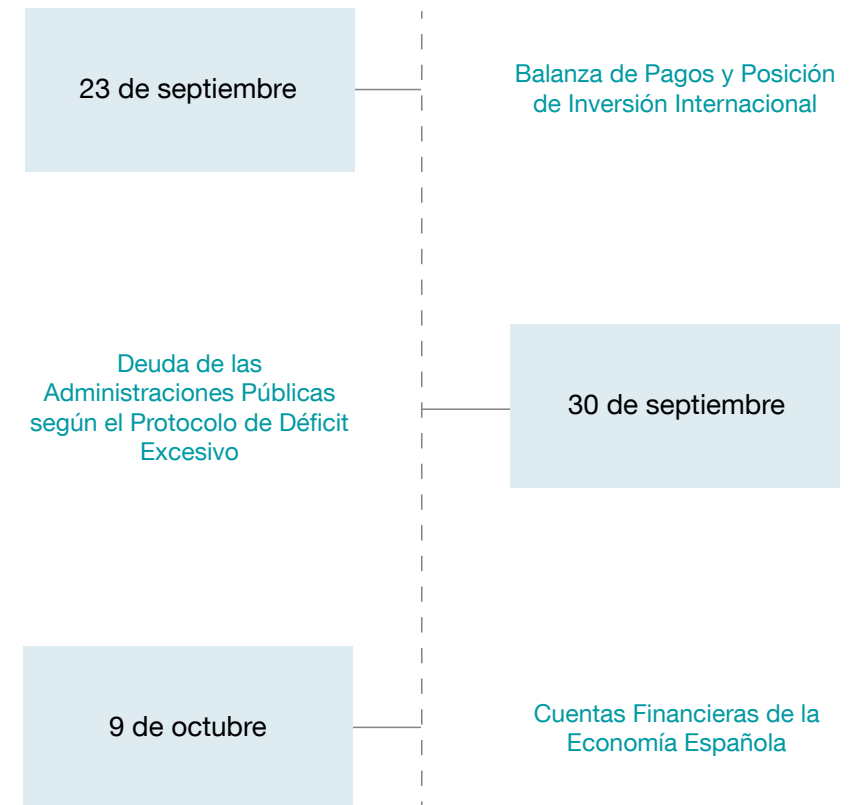 23 de septiembre
Balanza de Pagos y Posición
de Inversión Internacional
Deuda de las
Administraciones Públicas
según el Protocolo de Déficit
Excesivo
30 de septiembre
9 de octubre
Cuentas Financieras de la
Economía Española